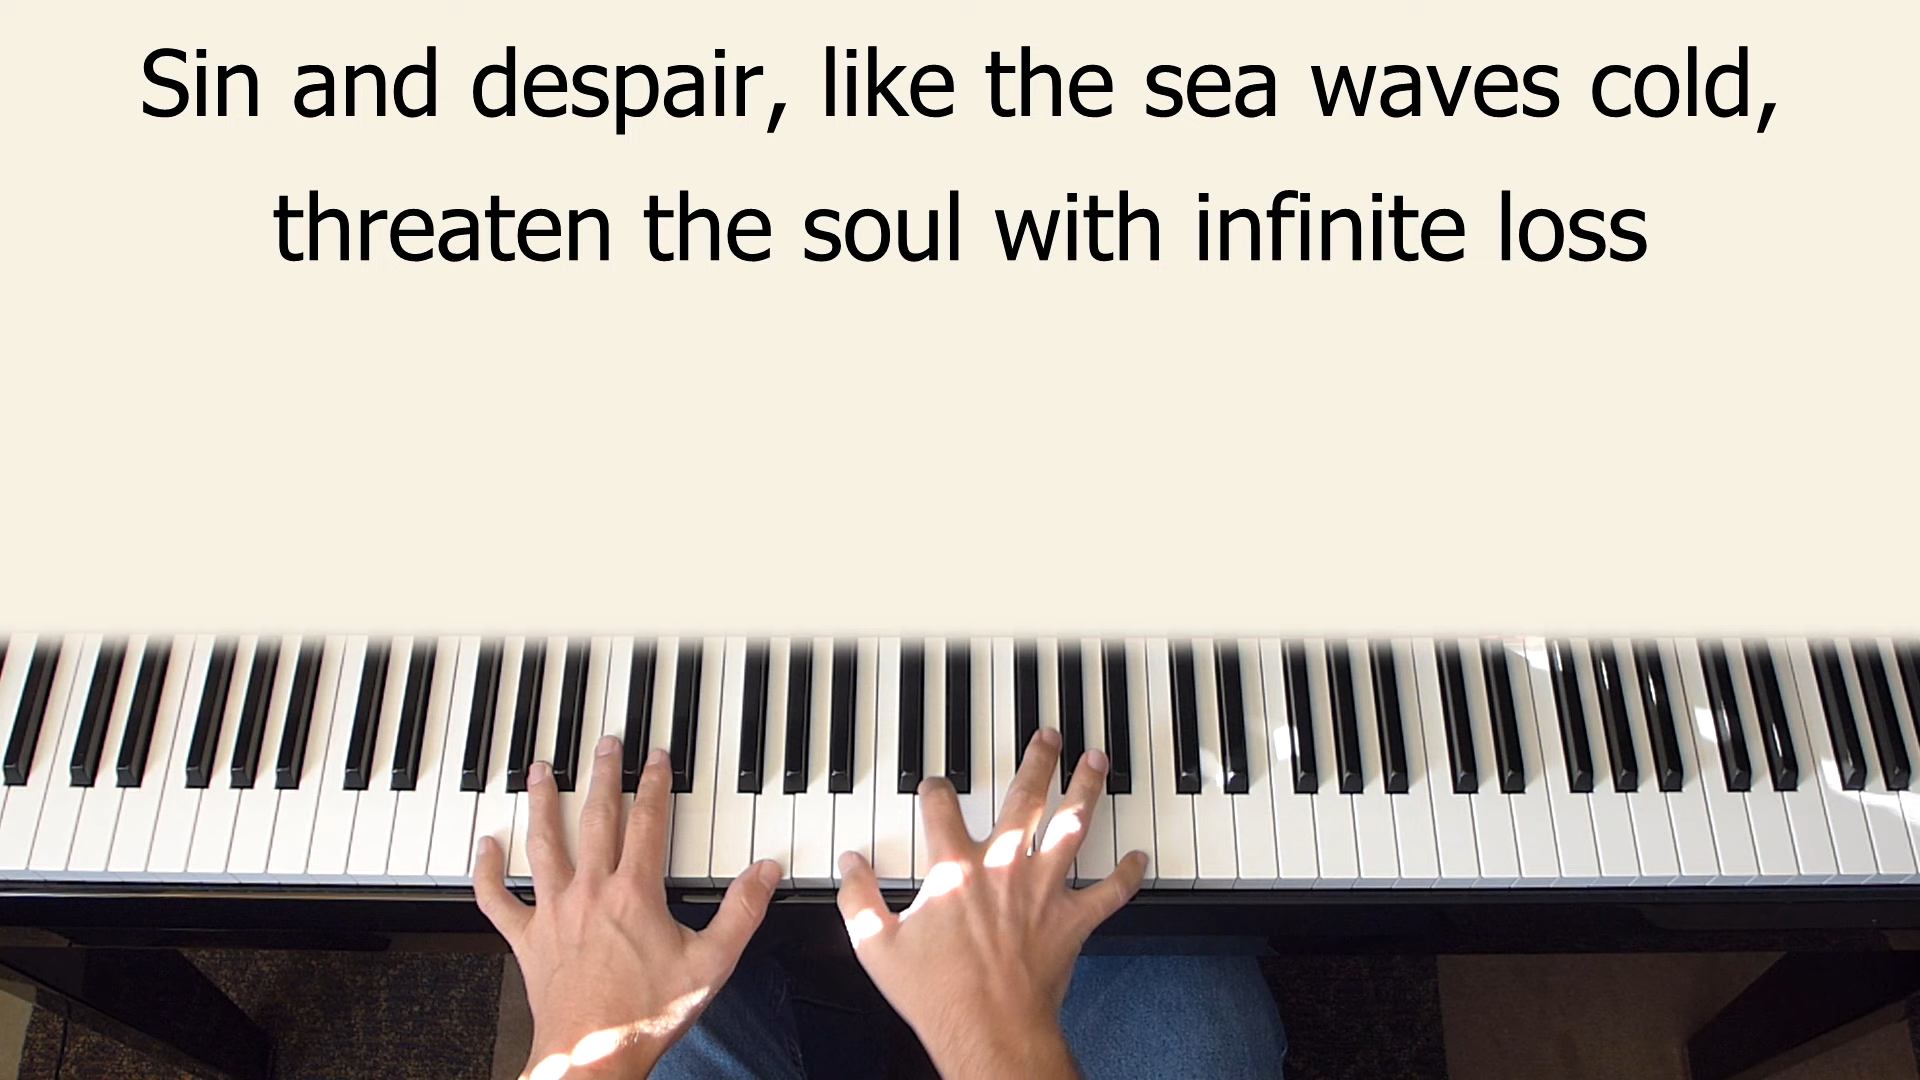 Sin and despair, like the sea waves cold,
threaten the soul with infinite loss